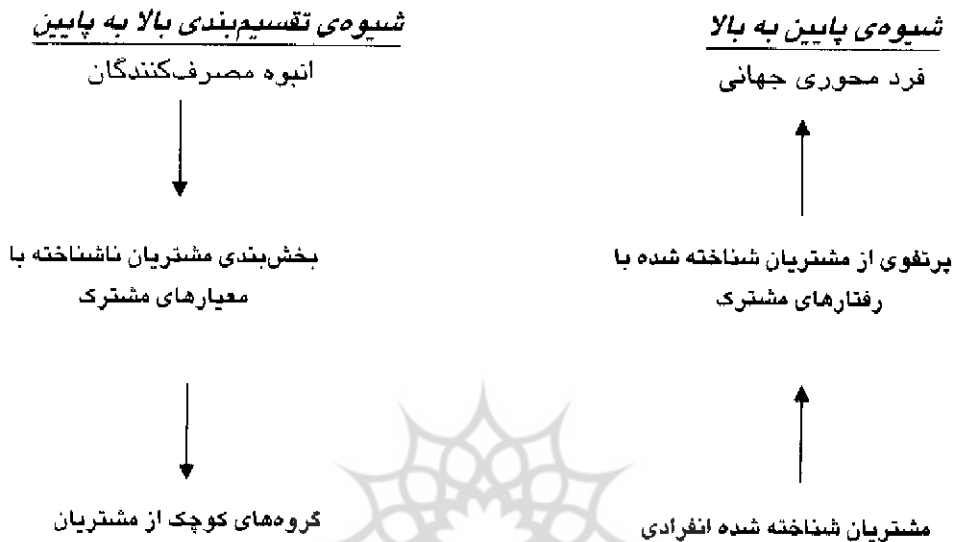 شیوه‌ی پایین به بالا
فرد محوری جهانی
پرتفوی از مشتریان شناخته شده با
رفتارهای مشترک
مشتریان شناخته شده انفرادی
شیوه‌ی تقسیم‌بندی بالا به پایین
انبوه مصرف‌کنندگان
بخش‌بندی مشتریان ناشناخته با
معیارهای مشترک
گروه‌های کوچک از مشتریان